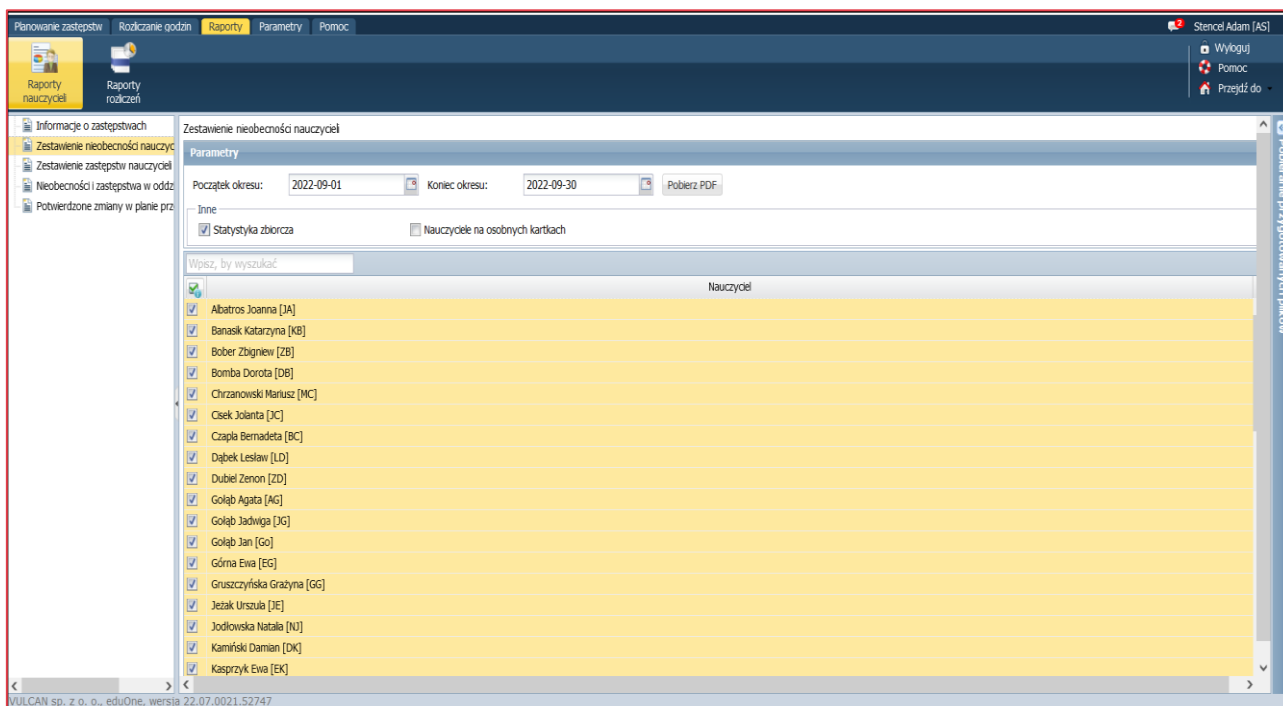 Planowanie zastępstw Rozliczanie godzin Raporty Parametry Pomoc 2 Stencel Adam [AS]
Wyloguj
Pomoc
Przejdź do
Raporty nauczycieli
Raporty rozliczeń
Informacje o zastępstwach
Zestawienie nieobecności nauczyc
Zestawienie zastępstw nauczycieli
Nieobecności i zastępstwa w oddz
Potwierdzone zmiany w planie prz
Zestawienie nieobecności nauczycieli
Parametry
Początek okresu: 2022-09-01 Koniec okresu: 2022-09-30 Pobierz PDF
Inne
Statystyka zbiorcza Nauczyciele na osobnych kartkach
Wpisz, by wyszukać
Nauczyciel
Albatros Joanna [JA]
Banasik Katarzyna [KB]
Bober Zbigniew [ZB]
Bomba Dorota [DB]
Chrzanowski Mariusz [MC]
Cisek Jolanta [JC]
Czapla Bernadeta [BC]
Dąbek Lesław [LD]
Dubiel Zenon [ZD]
Gołąb Agata [AG]
Gołąb Jadwiga [JG]
Gołąb Jan [Go]
Górna Ewa [EG]
Gruszczyńska Grażyna [GG]
Jeżak Urszula [JE]
Jodłowska Natalia [NJ]
Kamiński Damian [DK]
Kasprzyk Ewa [EK]
VULCAN sp. z o. o., eduOne, wersja 22.07.0021.52747